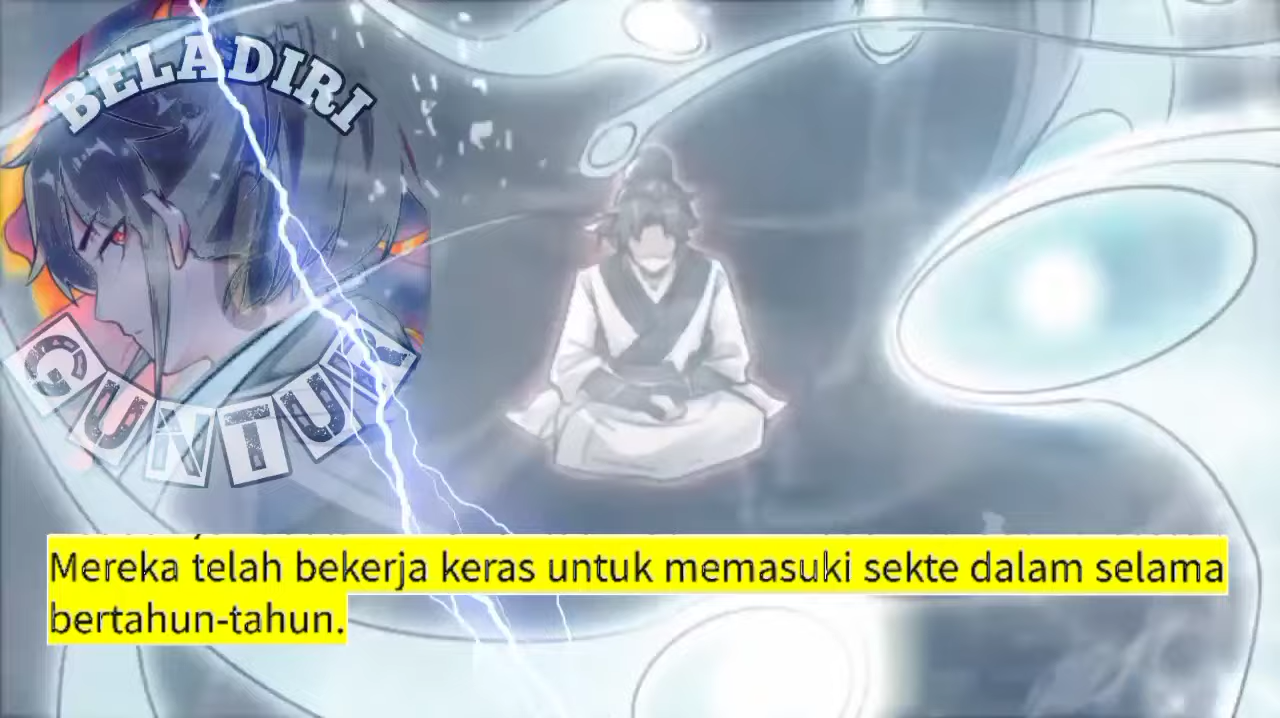 BELADIRI
GUNTUR
Mereka telah bekerja keras untuk memasuki sekte dalam selama
bertahun-tahun.